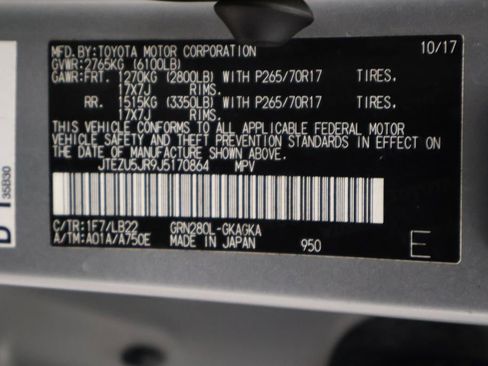 MFD.BY:TOYOTA MOTOR CORPORATION 10/17
GVWR:2765KG (6100LB)
GAWR:FRT. 1270KG (2800LB) WITH P265/70R17 TIRES,
17X7J RIMS.
RR. 1515KG (3350LB) WITH P265/70R17 TIRES,
17X7J RIMS.
THIS VEHICLE CONFORMS TO ALL APPLICABLE FEDERAL MOTOR
VEHICLE SAFETY AND THEFT PREVENTION STANDARDS IN EFFECT ON
THE DATE OF MANUFACTURE SHOWN ABOVE.
JTEZU5JR9J5170864 MPV
C/TR:1F7/LB22 GRN280L-GKAGKA
A/TM:A01A/A750E MADE IN JAPAN 950 E
35B30